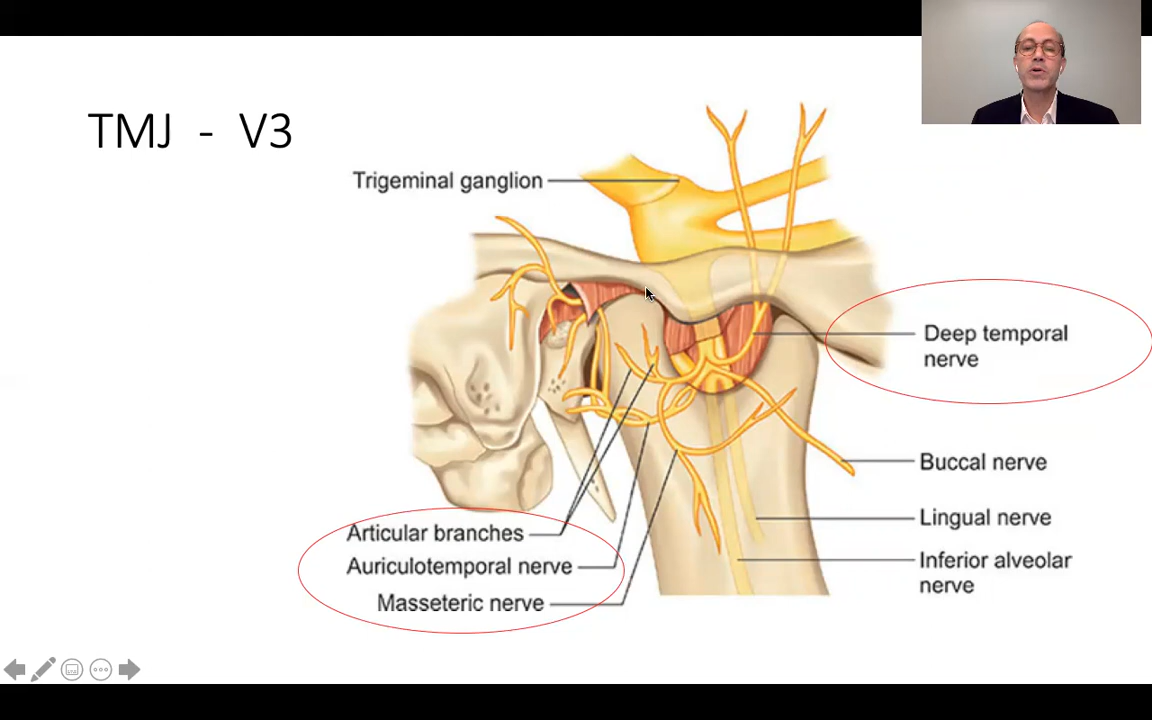 TMJ - V3
Trigeminal ganglion
Deep temporal
nerve
Buccal nerve
Lingual nerve
Inferior alveolar
nerve
Articular branches
Auriculotemporal nerve
Masseteric nerve